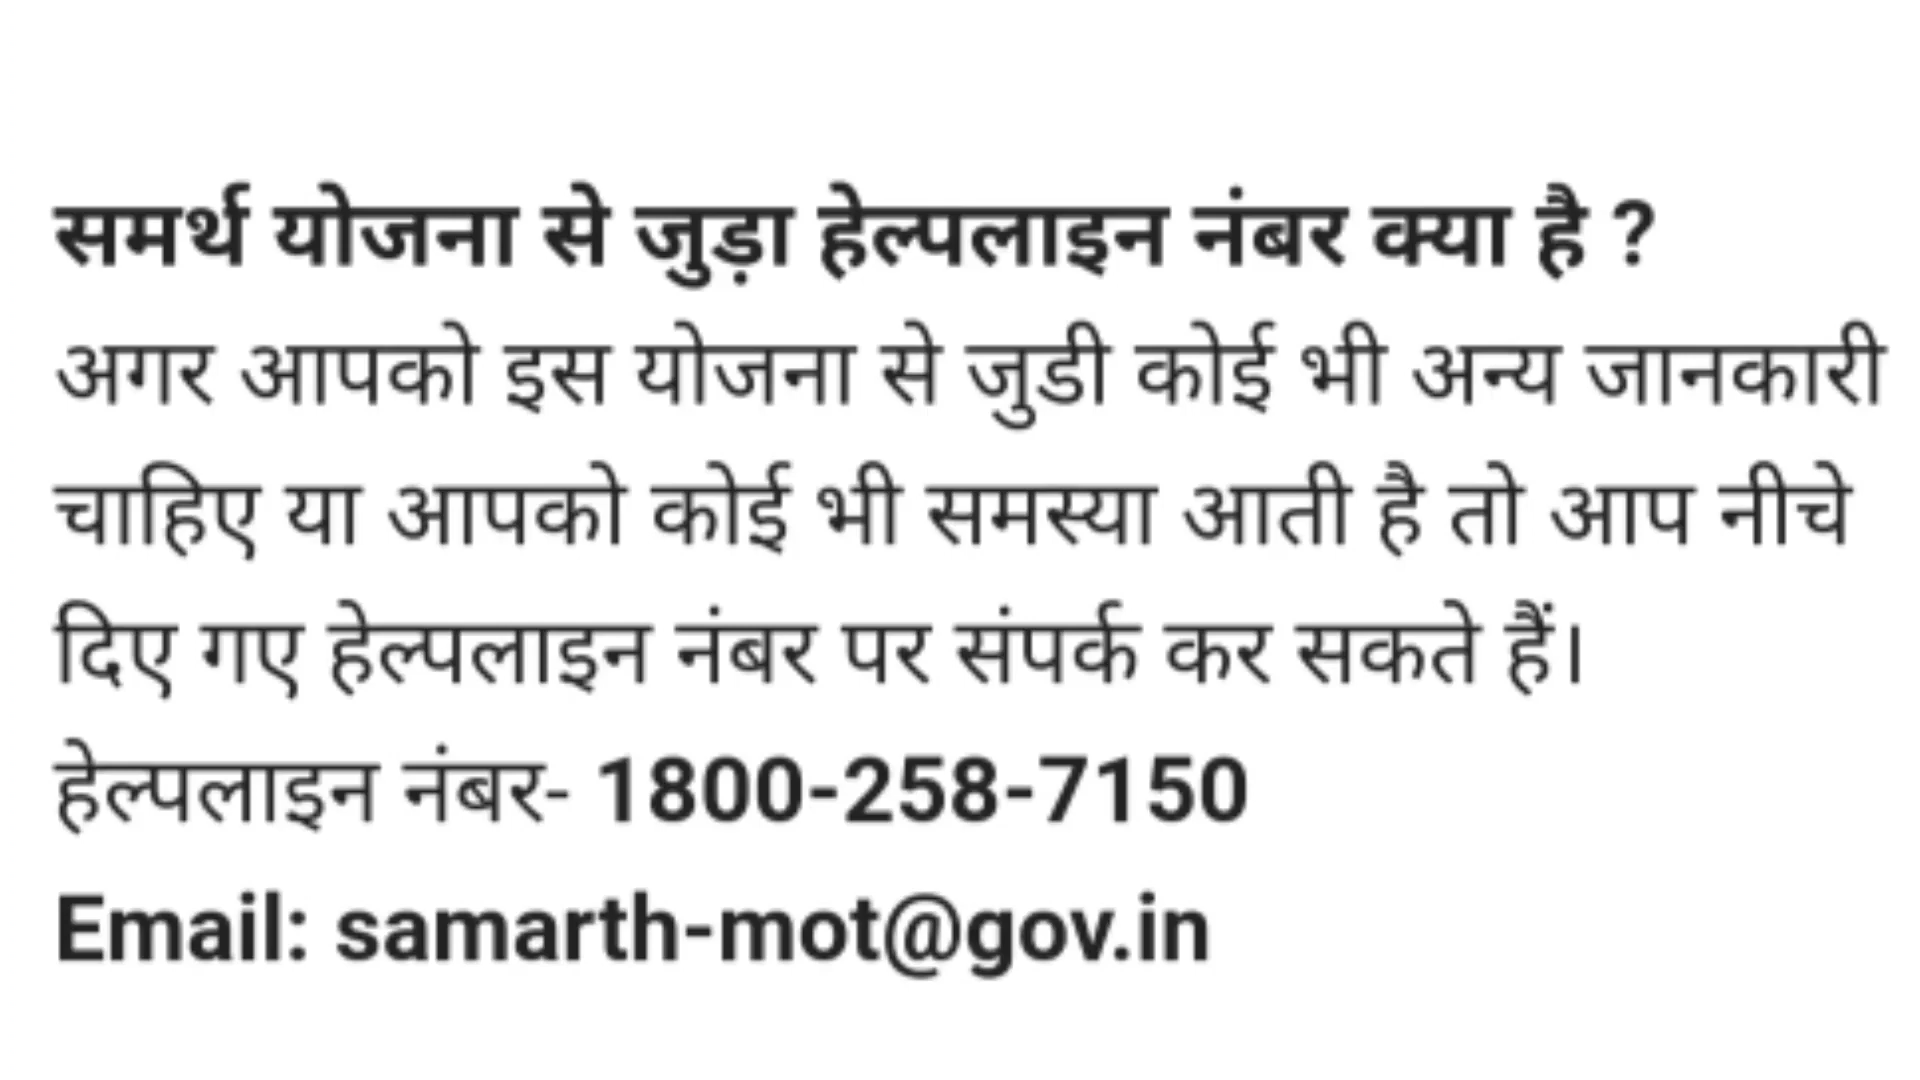 समर्थ योजना से जुड़ा हेल्पलाइन नंबर क्या है ?
अगर आपको इस योजना से जुडी कोई भी अन्य जानकारी
चाहिए या आपको कोई भी समस्या आती है तो आप नीचे
दिए गए हेल्पलाइन नंबर पर संपर्क कर सकते हैं।
हेल्पलाइन नंबर- 1800-258-7150
Email: samarth-mot@gov.in